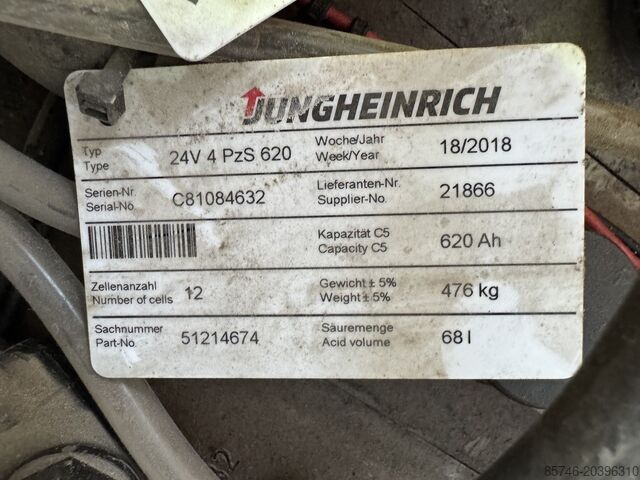 JUNGHEINRICH
Typ
Type
24V 4 PzS 620
Woche/Jahr
Week/Year
18/2018
Serien-Nr.
Serial-No.
C81084632
Lieferanten-Nr.
Supplier-No.
21866
Kapazität C5
Capacity C5
620 Ah
Zellenanzahl
Number of cells
12
Gewicht ± 5%
Weight ± 5%
476 kg
Sachnummer
Part-No.
51214674
Säuremenge
Acid volume
68 l
85746-20396310